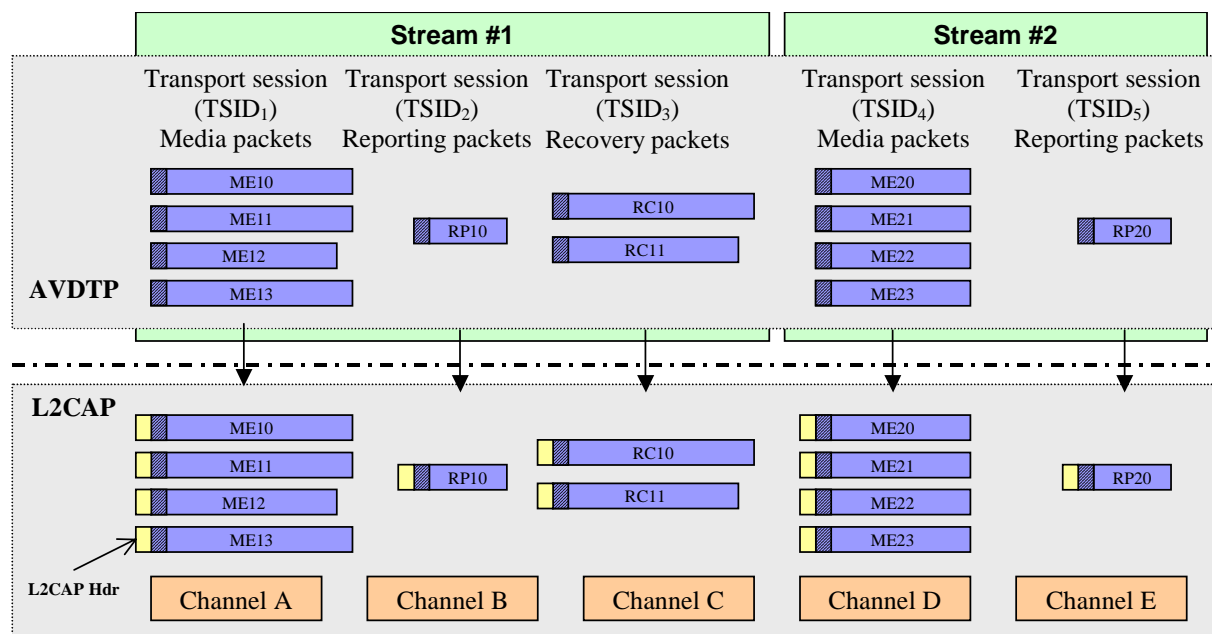 Stream #1
Stream #2
Transport session
(TSID₁)
Media packets
Transport session
(TSID₂)
Reporting packets
Transport session
(TSID₃)
Recovery packets
Transport session
(TSID₄)
Media packets
Transport session
(TSID₅)
Reporting packets
ME10
ME11
ME12
ME13
RP10
RC10
RC11
ME20
ME21
ME22
ME23
RP20
AVDTP
L2CAP
ME10
ME11
ME12
ME13
RP10
RC10
RC11
ME20
ME21
ME22
ME23
RP20
L2CAP Hdr
Channel A
Channel B
Channel C
Channel D
Channel E